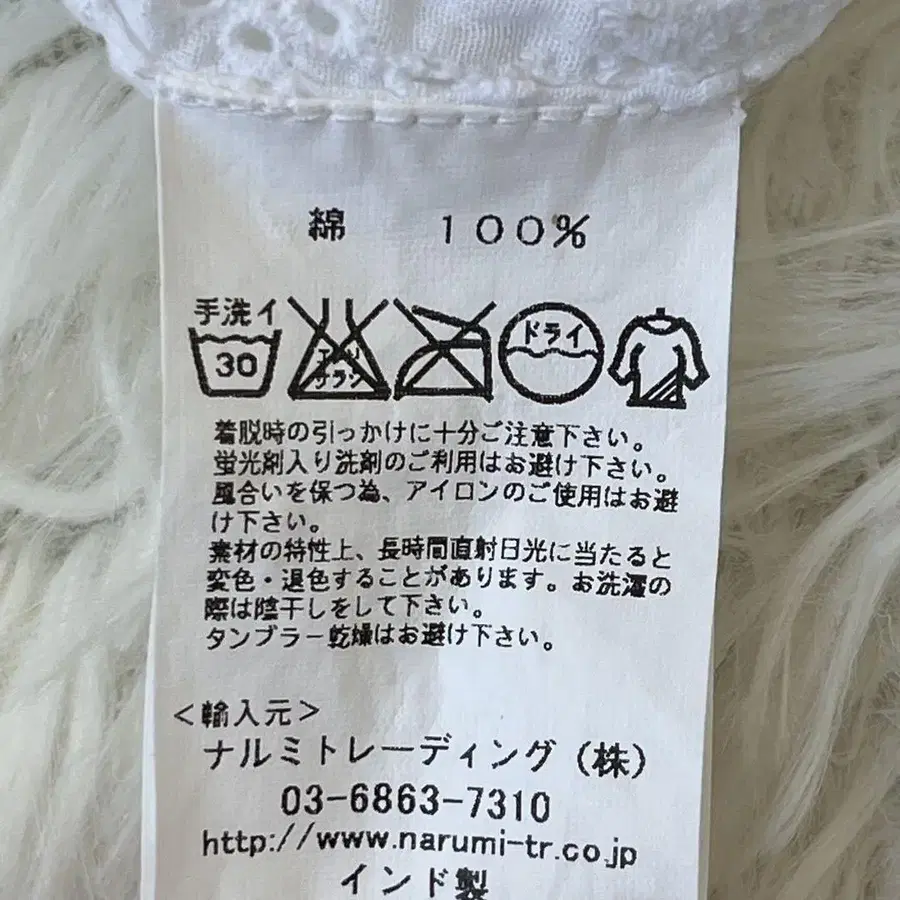 綿 100%
手洗イ
30
エンソ
サラシ
ドライ
着脱時の引っかけに十分ご注意下さい。
蛍光剤入り洗剤のご利用はお避け下さい。
風合いを保つ為、アイロンのご使用はお避
け下さい。
素材の特性上、長時間直射日光に当たると
変色・退色することがあります。お洗濯の
際は陰干しをして下さい。
タンブラー乾燥はお避け下さい。
<輸入元>
ナルミトレーディング(株)
03-6863-7310
http://www.narumi-tr.co.jp
インド製